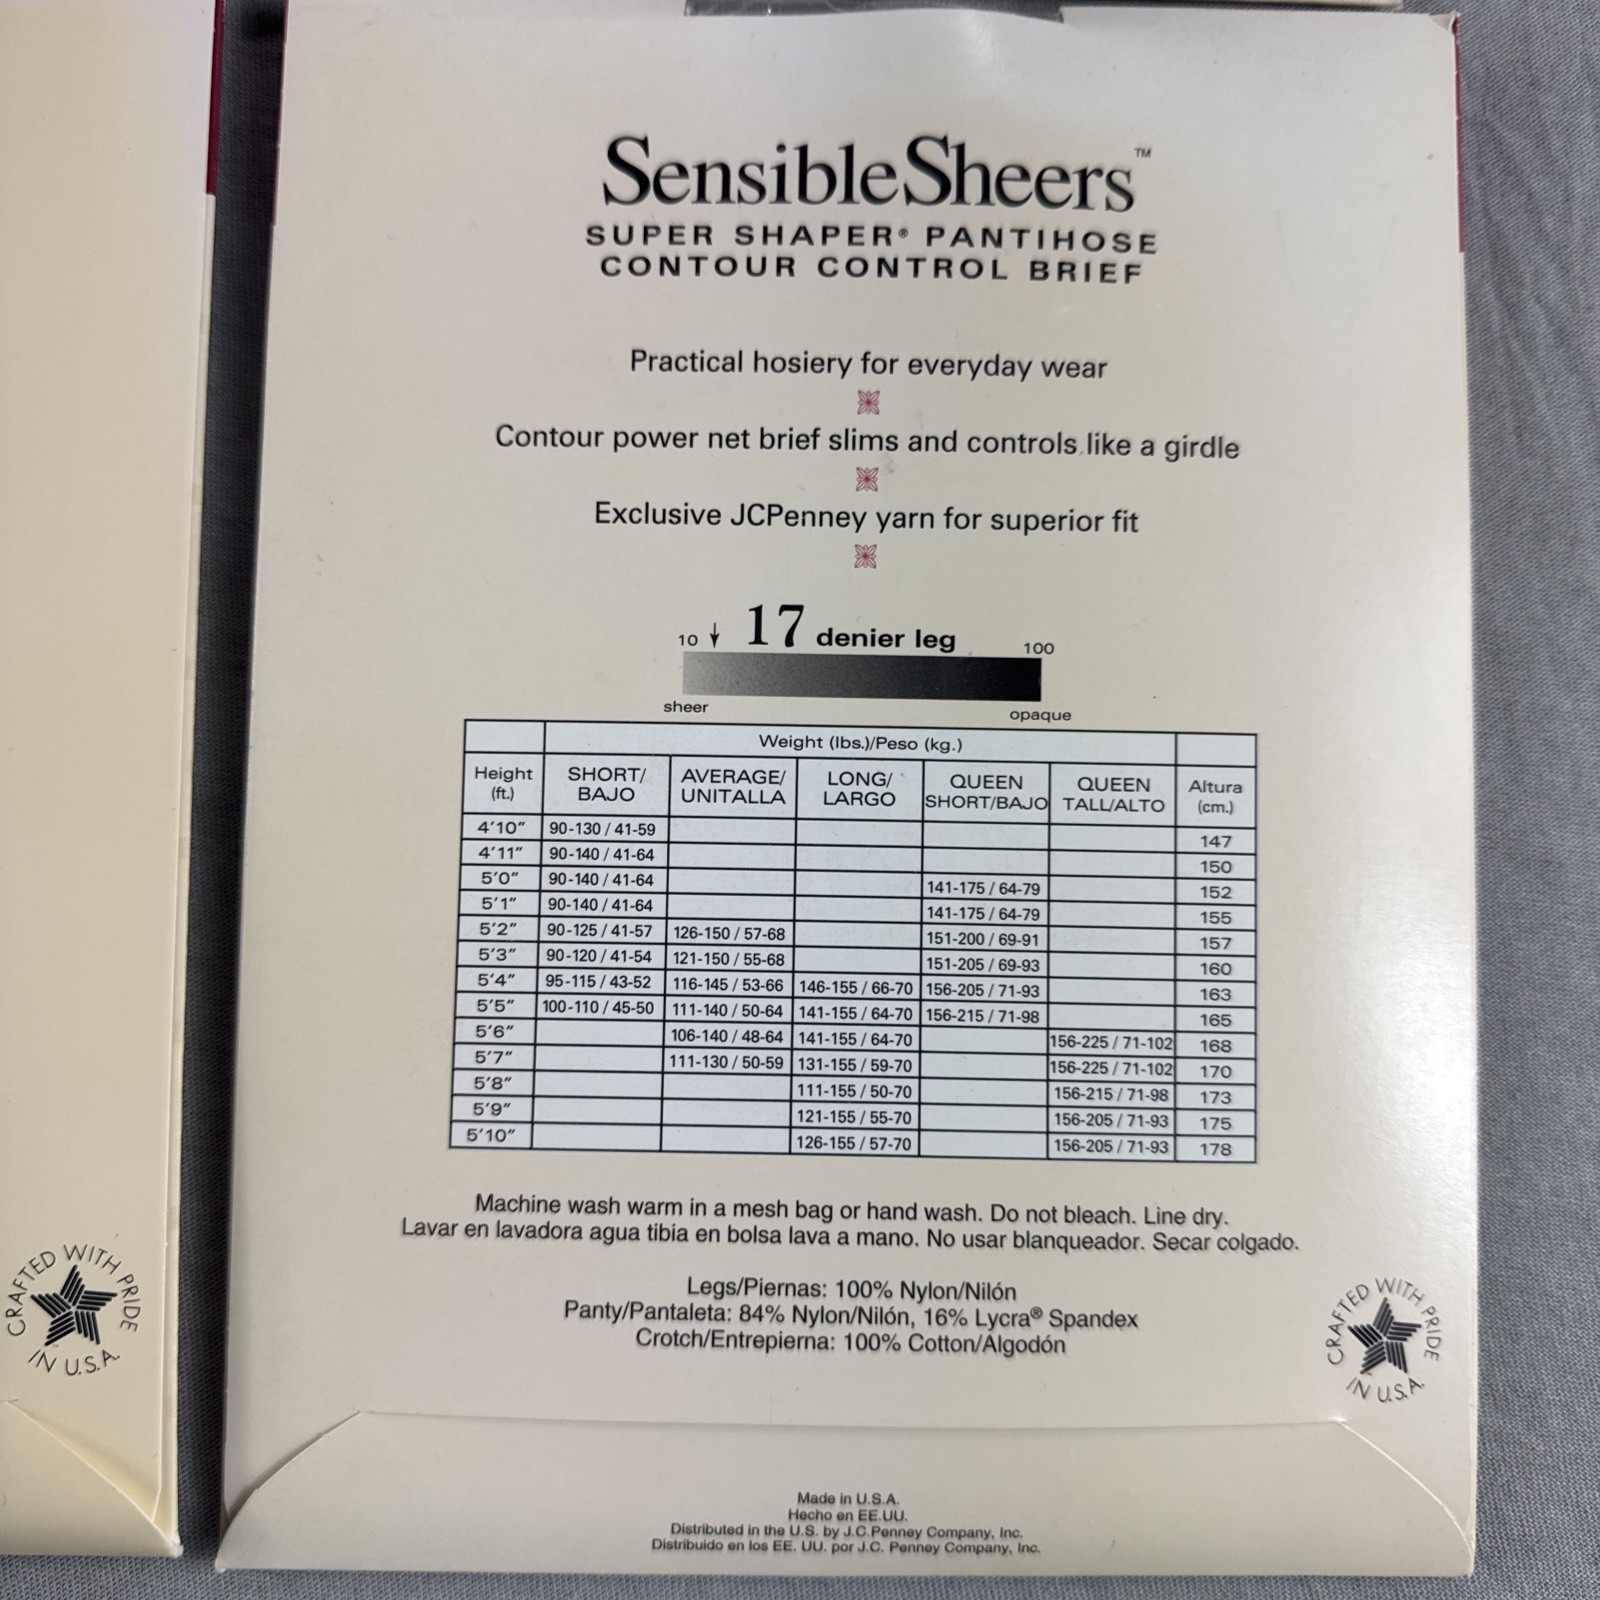 SensibleSheers™
SUPER SHAPER® PANTIHOSE
CONTOUR CONTROL BRIEF
Practical hosiery for everyday wear
Contour power net brief slims and controls like a girdle
Exclusive JCPenney yarn for superior fit
10 ↓ 17 denier leg 100
sheer opaque
Weight (lbs.)/Peso (kg.)
Height (ft.) SHORT/BAJO AVERAGE/UNITALLA LONG/LARGO QUEEN SHORT/BAJO QUEEN TALL/ALTO Altura (cm.)
4'10" 90-130 / 41-59 147
4'11" 90-140 / 41-64 150
5'0" 90-140 / 41-64 141-175 / 64-79 152
5'1" 90-140 / 41-64 141-175 / 64-79 155
5'2" 90-125 / 41-57 126-150 / 57-68 151-200 / 69-91 157
5'3" 90-120 / 41-54 121-150 / 55-68 151-205 / 69-93 160
5'4" 95-115 / 43-52 116-145 / 53-66 146-155 / 66-70 156-205 / 71-93 163
5'5" 100-110 / 45-50 111-140 / 50-64 141-155 / 64-70 156-215 / 71-98 165
5'6" 106-140 / 48-64 141-155 / 64-70 156-225 / 71-102 168
5'7" 111-130 / 50-59 131-155 / 59-70 156-225 / 71-102 170
5'8" 111-155 / 50-70 156-215 / 71-98 173
5'9" 121-155 / 55-70 156-205 / 71-93 175
5'10" 126-155 / 57-70 156-205 / 71-93 178
Machine wash warm in a mesh bag or hand wash. Do not bleach. Line dry.
Lavar en lavadora agua tibia en bolsa lava a mano. No usar blanqueador. Secar colgado.
Legs/Piernas: 100% Nylon/Nilón
Panty/Pantaleta: 84% Nylon/Nilón, 16% Lycra® Spandex
Crotch/Entrepierna: 100% Cotton/Algodón
CRAFTED WITH PRIDE
IN U.S.A.
CRAFTED WITH PRIDE
IN U.S.A.
Made in U.S.A.
Hecho en EE.UU.
Distributed in the U.S. by J.C.Penney Company, Inc.
Distribuido en los EE. UU. por J.C. Penney Company, Inc.